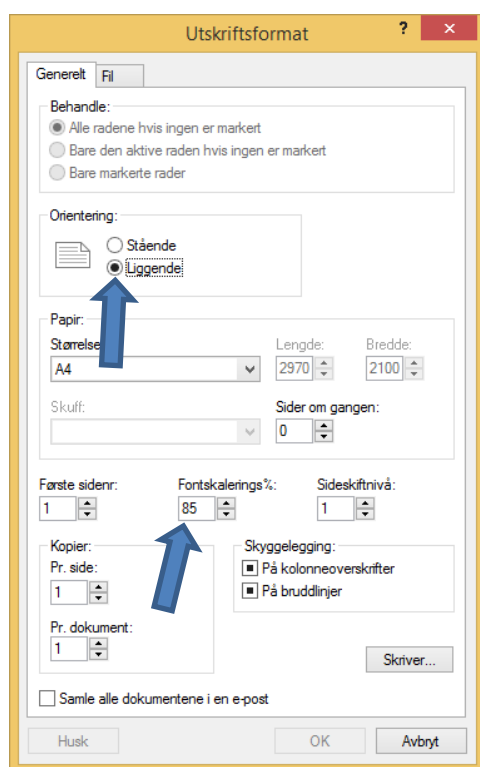 Utskriftsformat ? ×
Generelt Fil
Behandle:
Alle radene hvis ingen er markert
Bare den aktive raden hvis ingen er markert
Bare markerte rader
Orientering:
Stående
Liggende
Papir:
Størrelse Lengde: Bredde:
A4 2970 2100
Skuff: Sider om gangen:
0
Første sidenr: Fontskalerings%: Sideskiftnivå:
1 85 1
Kopier: Skyggelegging:
Pr. side: På kolonneoverskrifter
1 På bruddlinjer
Pr. dokument:
1
Skriver...
Samle alle dokumentene i en e-post
Husk OK Avbryt